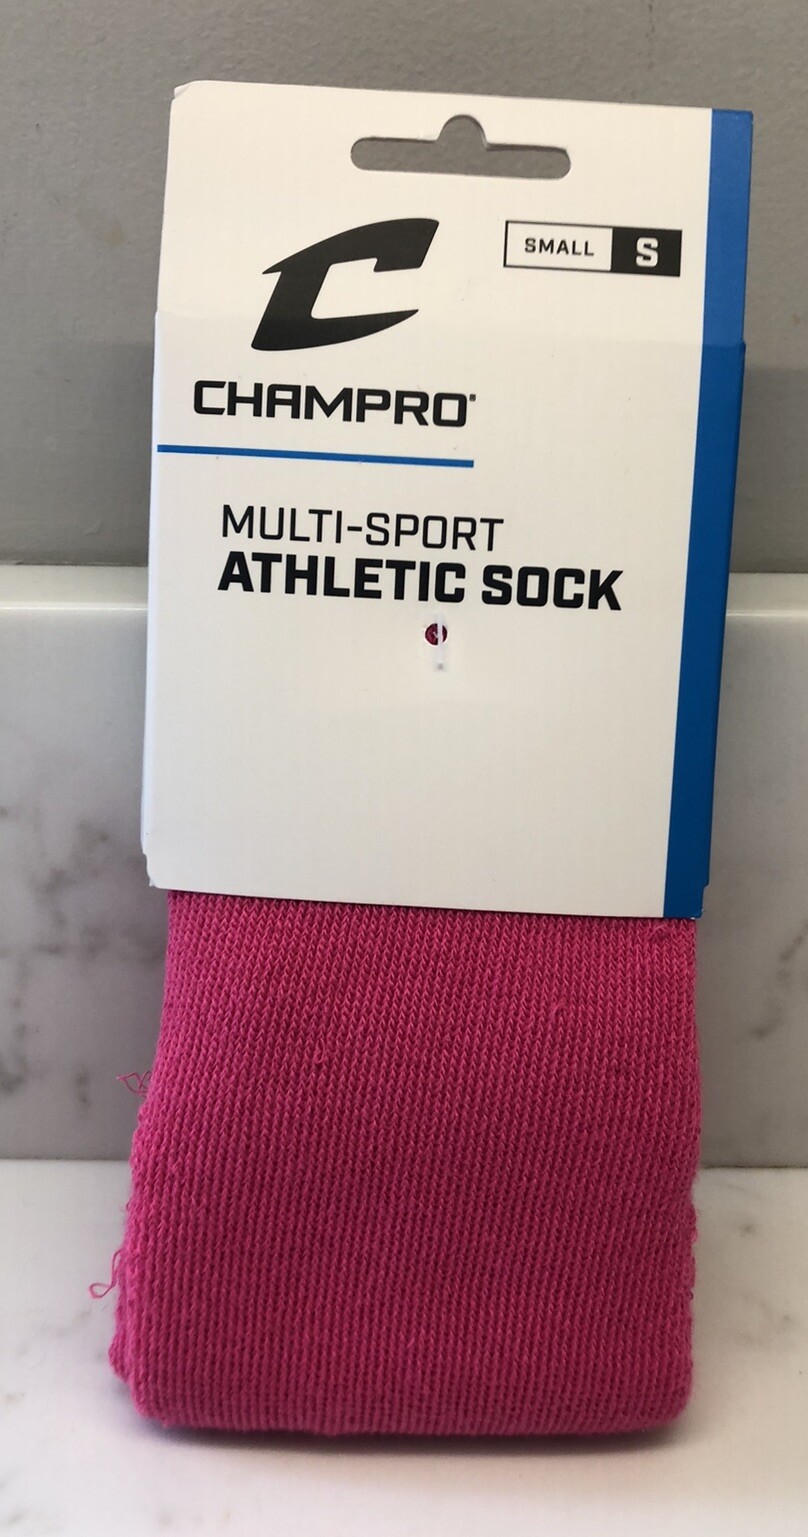 SMALL S
CHAMPRO®
MULTI-SPORT
ATHLETIC SOCK